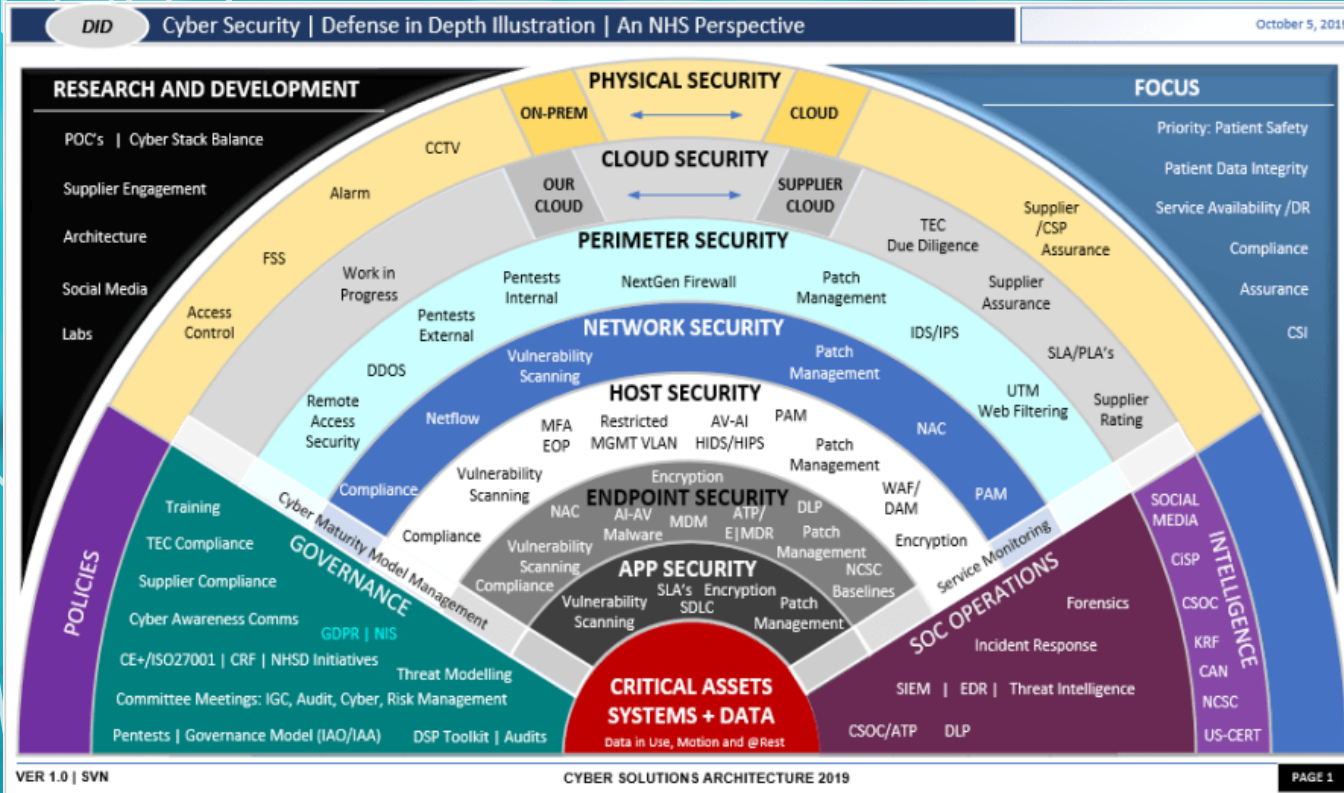 DID
Cyber Security | Defense in Depth Illustration | An NHS Perspective
October 5, 201
RESEARCH AND DEVELOPMENT
POC's | Cyber Stack Balance
Supplier Engagement
Architecture
Social Media
Labs
FOCUS
Priority: Patient Safety
Patient Data Integrity
Service Availability /DR
Compliance
Assurance
CSI
PHYSICAL SECURITY
ON-PREM
CLOUD
CCTV
Alarm
FSS
Access
Control
Supplier
/CSP
Assurance
CLOUD SECURITY
OUR
CLOUD
SUPPLIER
CLOUD
Work in
Progress
TEC
Due Diligence
Supplier
Assurance
SLA/PLA's
Supplier
Rating
PERIMETER SECURITY
Pentests
Internal
NextGen Firewall
Patch
Management
Pentests
External
IDS/IPS
DDOS
UTM
Web Filtering
Remote
Access
Security
NETWORK SECURITY
Vulnerability
Scanning
Patch
Management
Netflow
NAC
Compliance
PAM
HOST SECURITY
MFA
EOP
Restricted
MGMT VLAN
AV-AI
HIDS/HIPS
PAM
Patch
Management
Vulnerability
Scanning
WAF/
DAM
Compliance
Encryption
Encryption
ENDPOINT SECURITY
NAC
AI-AV
Malware
MDM
ATP/
E|MDR
DLP
Patch
Management
Vulnerability
Scanning
NCSC
Baselines
Compliance
APP SECURITY
SLA's Encryption
SDLC
Vulnerability
Scanning
Patch
Management
CRITICAL ASSETS
SYSTEMS + DATA
Data in Use, Motion and @Rest
Cyber Maturity Model Management
Service Monitoring
POLICIES
GOVERNANCE
Training
TEC Compliance
Supplier Compliance
Cyber Awareness Comms
GDPR | NIS
CE+/ISO27001 | CRF | NHSD Initiatives
Threat Modelling
Committee Meetings: IGC, Audit, Cyber, Risk Management
Pentests | Governance Model (IAO/IAA)
DSP Toolkit | Audits
SOC OPERATIONS
Forensics
Incident Response
SIEM | EDR | Threat Intelligence
CSOC/ATP
DLP
INTELLIGENCE
SOCIAL
MEDIA
CiSP
CSOC
KRF
CAN
NCSC
US-CERT
VER 1.0 | SVN
CYBER SOLUTIONS ARCHITECTURE 2019
PAGE 1